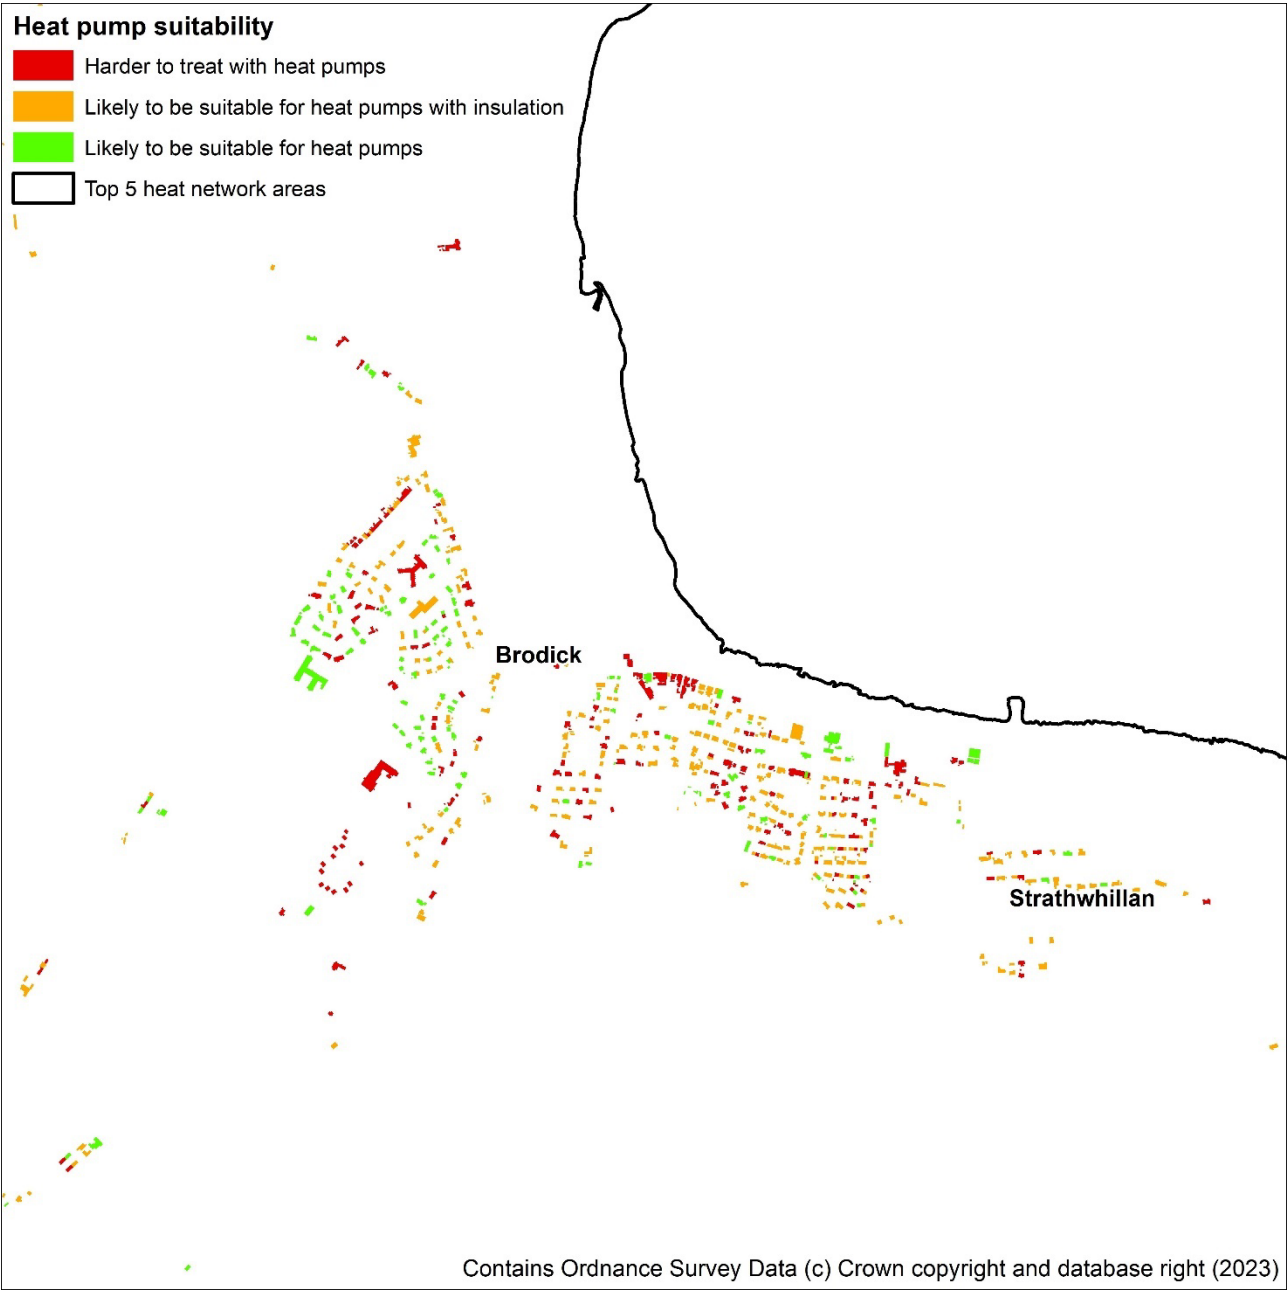 Heat pump suitability
Harder to treat with heat pumps
Likely to be suitable for heat pumps with insulation
Likely to be suitable for heat pumps
Top 5 heat network areas
Brodick
Strathwhillan
Contains Ordnance Survey Data (c) Crown copyright and database right (2023)